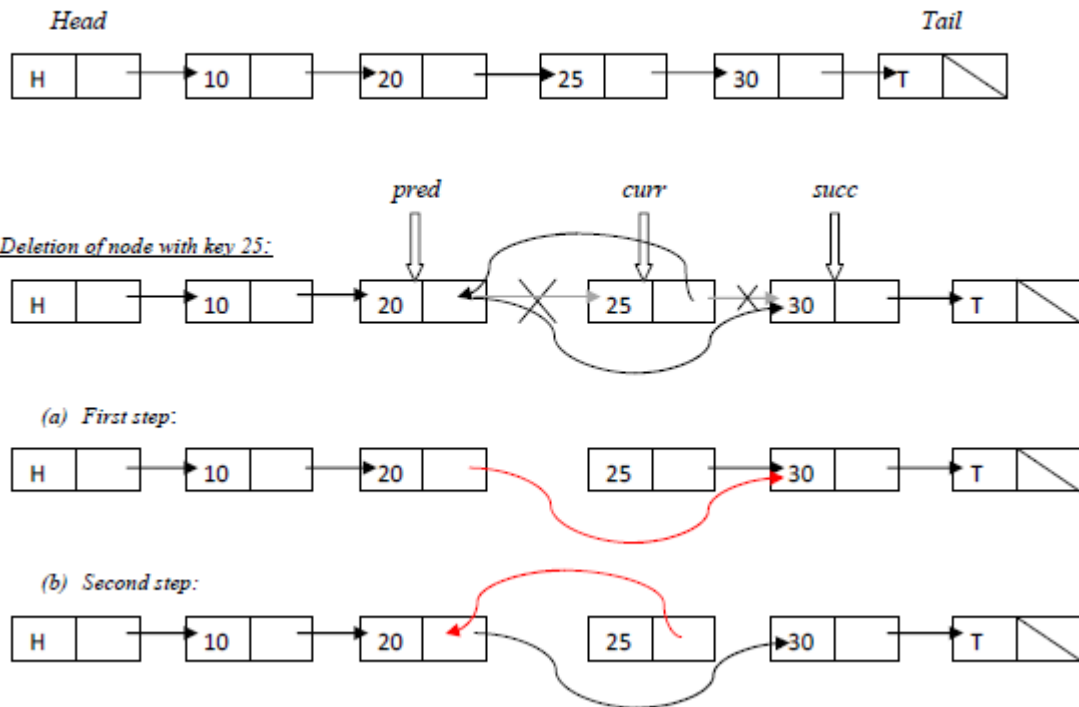 Head Tail
H 10 20 25 30 T
pred curr succ
Deletion of node with key 25:
H 10 20 25 30 T
(a) First step:
H 10 20 25 30 T
(b) Second step:
H 10 20 25 30 T